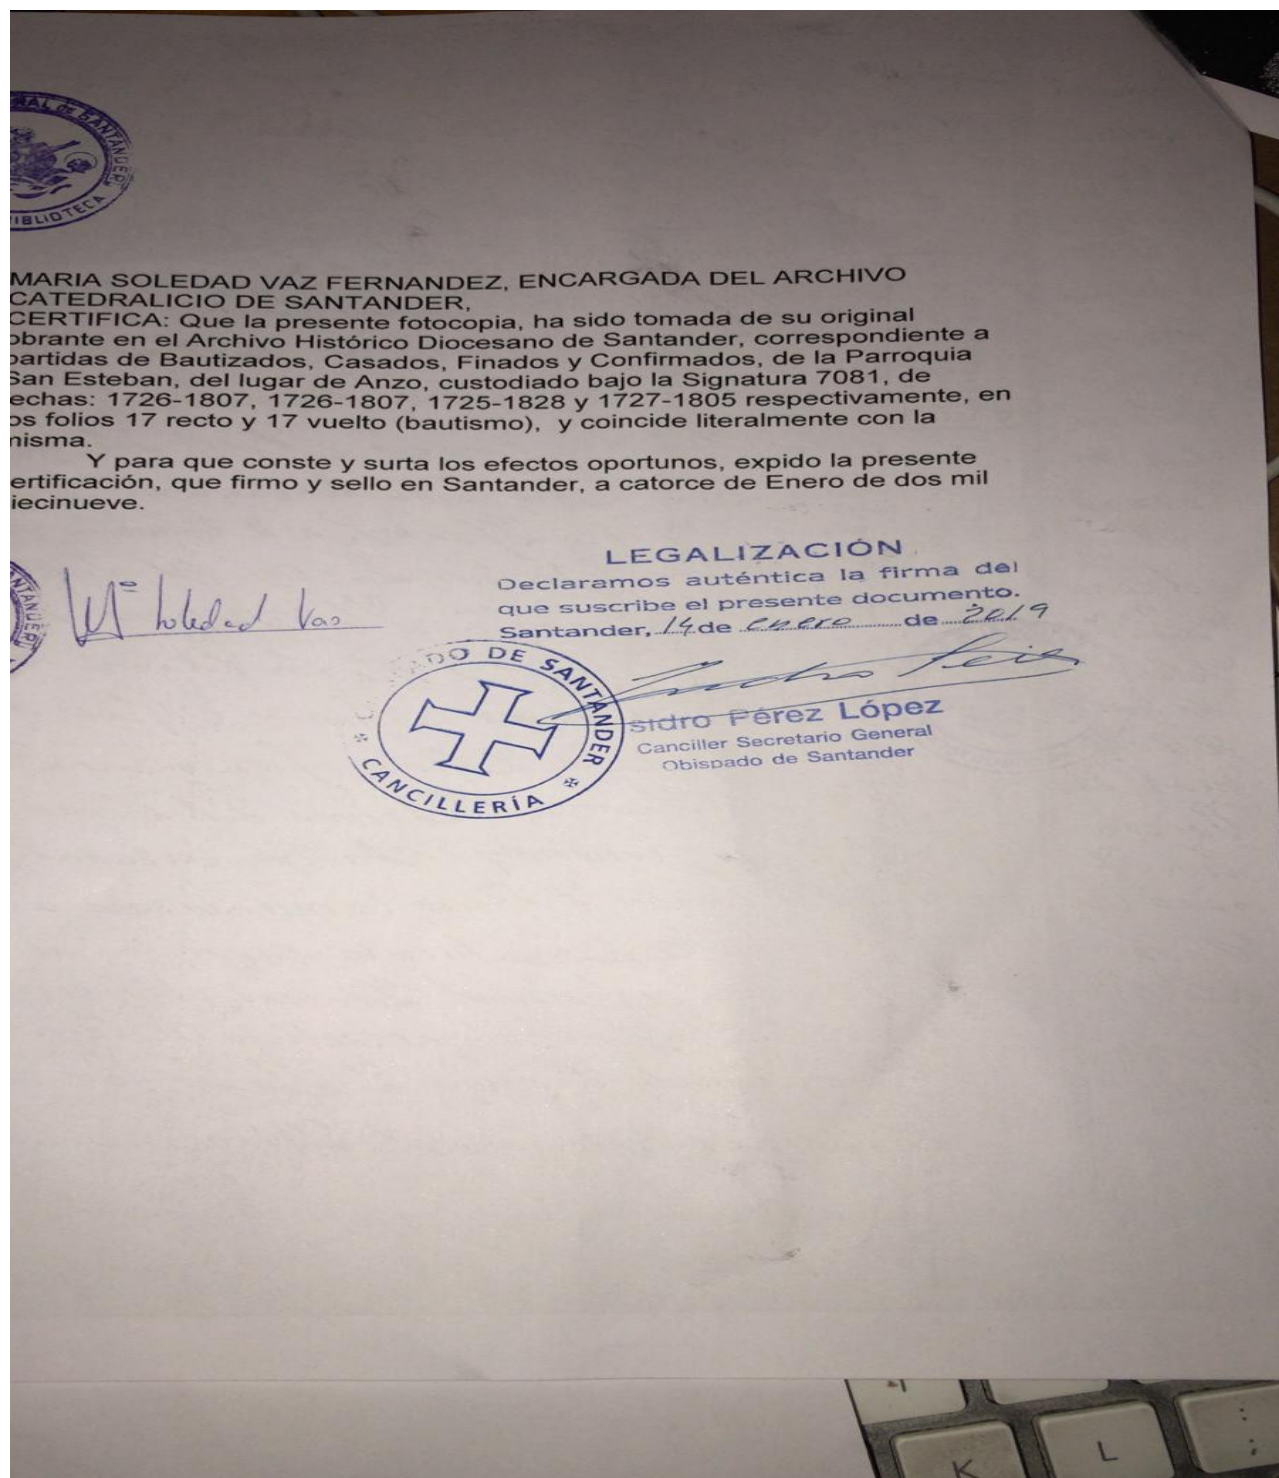 RAL de SANTANDER
BIBLIOTECA
MARIA SOLEDAD VAZ FERNANDEZ, ENCARGADA DEL ARCHIVO
CATEDRALICIO DE SANTANDER,
CERTIFICA: Que la presente fotocopia, ha sido tomada de su original
obrante en el Archivo Histórico Diocesano de Santander, correspondiente a
partidas de Bautizados, Casados, Finados y Confirmados, de la Parroquia
San Esteban, del lugar de Anzo, custodiado bajo la Signatura 7081, de
echas: 1726-1807, 1726-1807, 1725-1828 y 1727-1805 respectivamente, en
os folios 17 recto y 17 vuelto (bautismo), y coincide literalmente con la
misma.
Y para que conste y surta los efectos oportunos, expido la presente
ertificación, que firmo y sello en Santander, a catorce de Enero de dos mil
iecinueve.
LEGALIZACIÓN
Declaramos auténtica la firma del
que suscribe el presente documento.
Santander, 14 de enero de 2019
Mª Soledad Vaz
SANTANDER
ADO DE SANTANDER
CANCILLERÍA
sidro Pérez López
Canciller Secretario General
Obispado de Santander
K
L
:
;